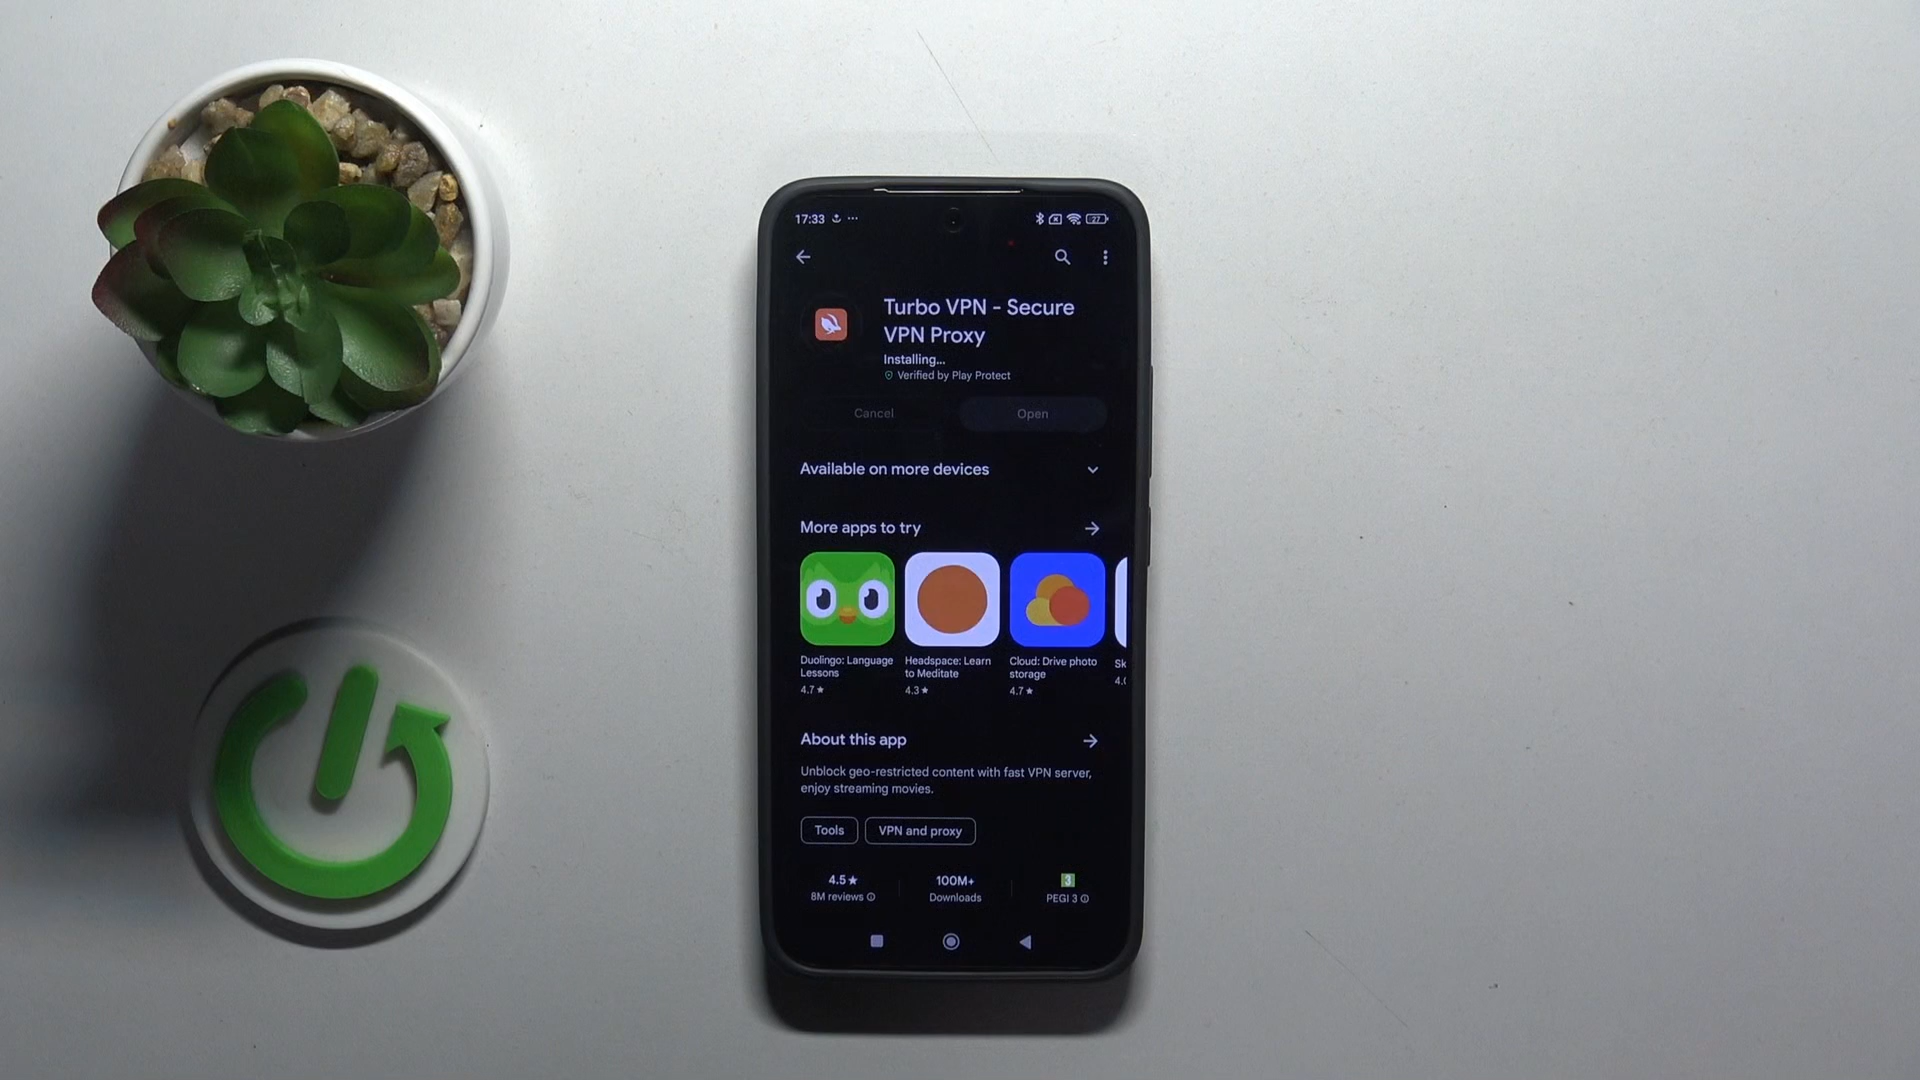 17:33
27
Turbo VPN - Secure
VPN Proxy
Installing...
Verified by Play Protect
Cancel
Open
Available on more devices
More apps to try
Duolingo: Language
Lessons
4.7★
Headspace: Learn
to Meditate
4.3★
Cloud: Drive photo
storage
4.7★
Sk
4.
About this app
Unblock geo-restricted content with fast VPN server,
enjoy streaming movies.
Tools
VPN and proxy
4.5★
8M reviews
100M+
Downloads
3
PEGI 3